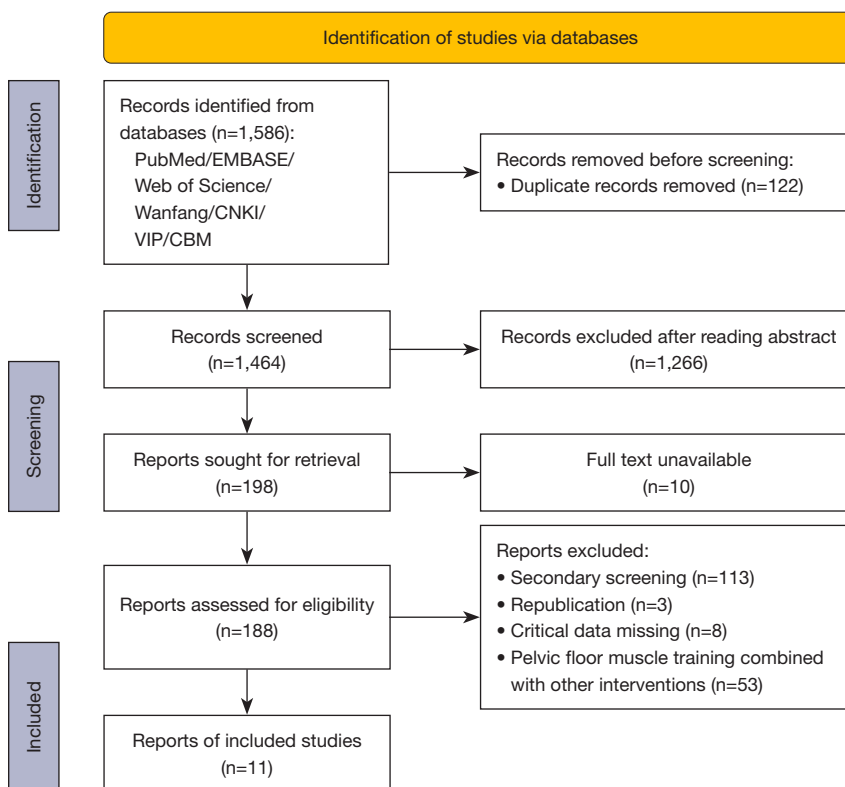 Identification of studies via databases
Identification
Records identified from
databases (n=1,586):
PubMed/EMBASE/
Web of Science/
Wanfang/CNKI/
VIP/CBM
Records removed before screening:
• Duplicate records removed (n=122)
Screening
Records screened
(n=1,464)
Records excluded after reading abstract
(n=1,266)
Reports sought for retrieval
(n=198)
Full text unavailable
(n=10)
Reports assessed for eligibility
(n=188)
Reports excluded:
• Secondary screening (n=113)
• Republication (n=3)
• Critical data missing (n=8)
• Pelvic floor muscle training combined
with other interventions (n=53)
Included
Reports of included studies
(n=11)